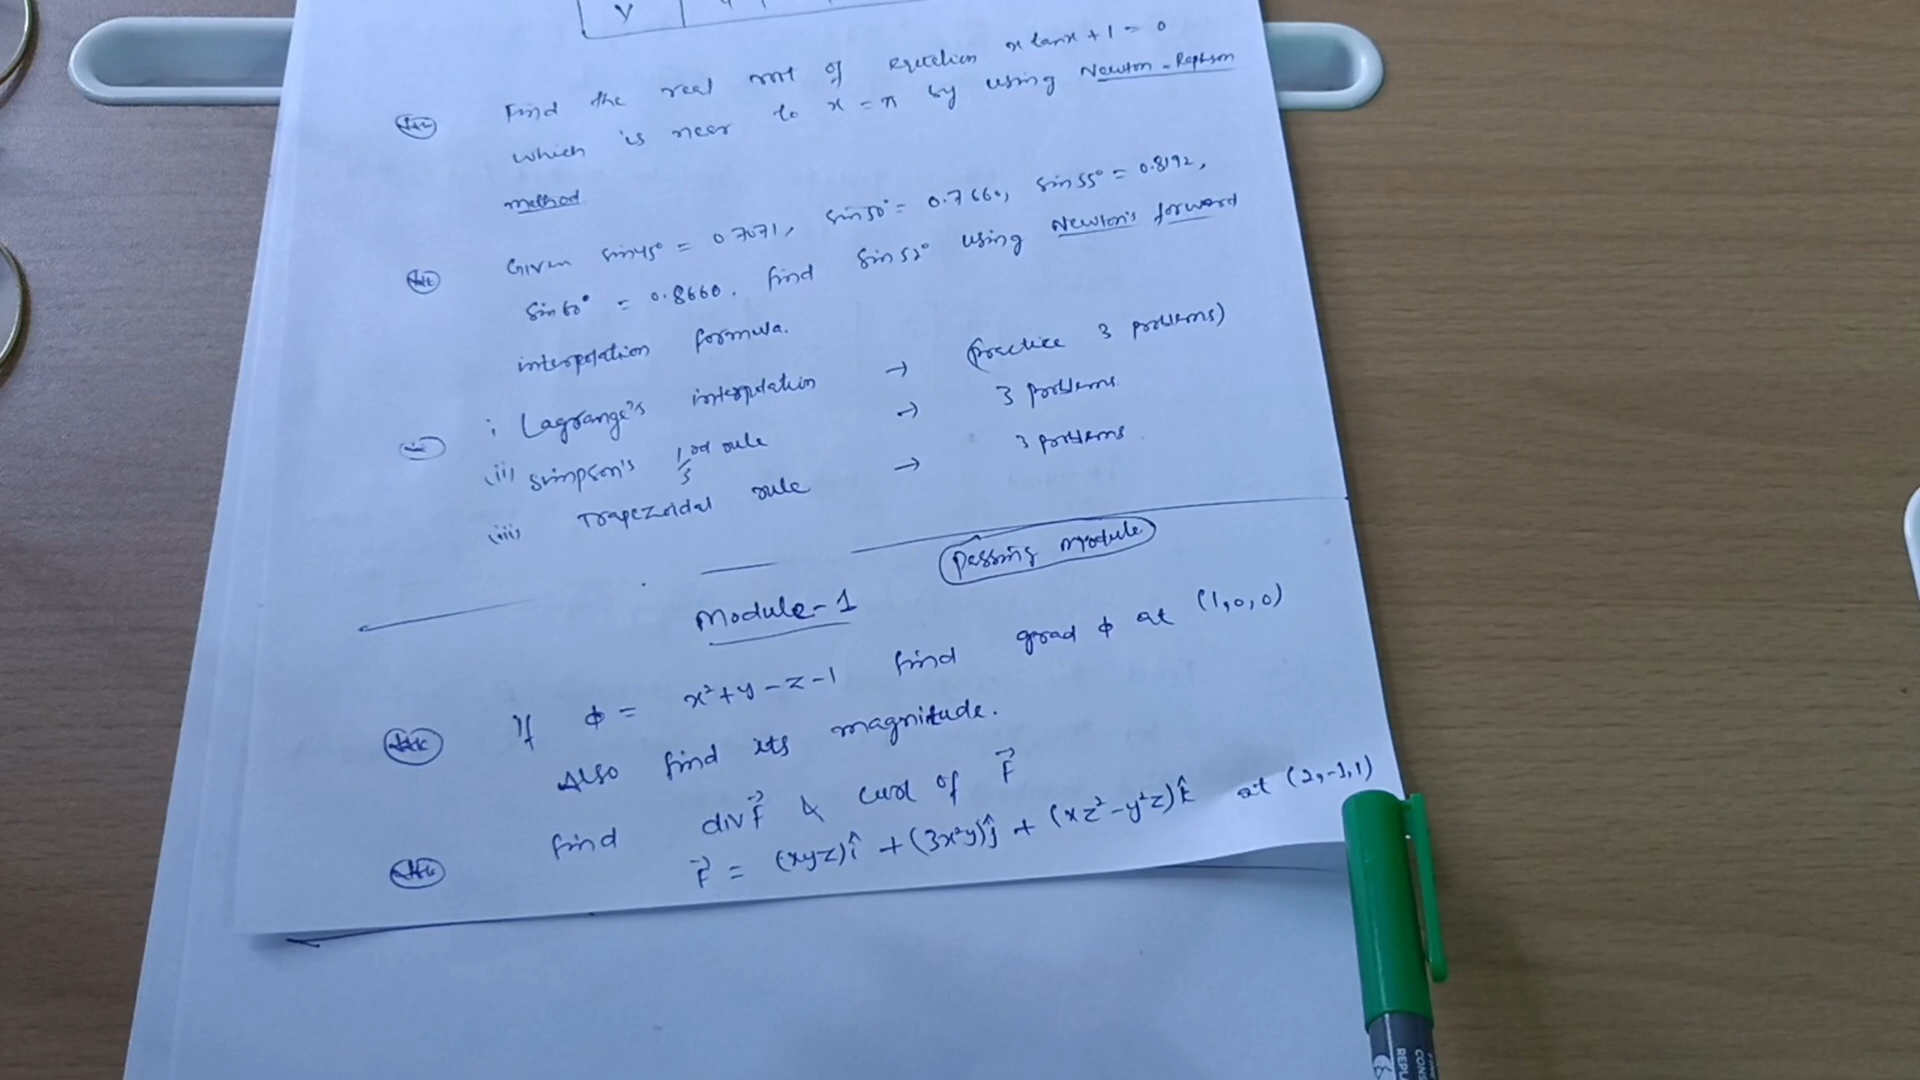 Y
Find the real root of equation x tanx + 1 = 0
which is near to x = π by using Newton-Raphson
method
Given sin45° = 0.7071, sin50° = 0.7660, sin55° = 0.8192,
sin60° = 0.8660. find sin52° using Newton's forward
interpolation formula.
i Lagrange's interpolation → (practice 3 problems)
(ii) Simpson's 1/3 rd rule → 3 problems
(iii) Trapezoidal rule → 3 problems.
Passing module
Module-1
If φ = x²+y-z-1 find grad φ at (1,0,0)
Also find its magnitude.
find div F⃗ & curl of F⃗
F⃗ = (xyz)î + (3x²y)ĵ + (xz²-y²z)k̂ at (2,-1,1)
REPL
CONS